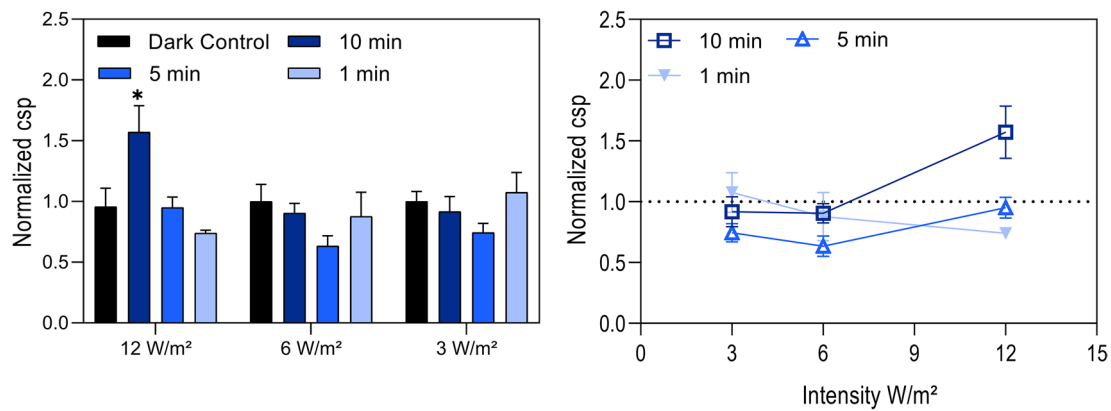 2.5
2.0
1.5
1.0
0.5
0.0
Normalized csp
Dark Control
10 min
5 min
1 min
*
12 W/m²
6 W/m²
3 W/m²
2.5
2.0
1.5
1.0
0.5
0.0
Normalized csp
10 min
5 min
1 min
0 3 6 9 12 15
Intensity W/m²